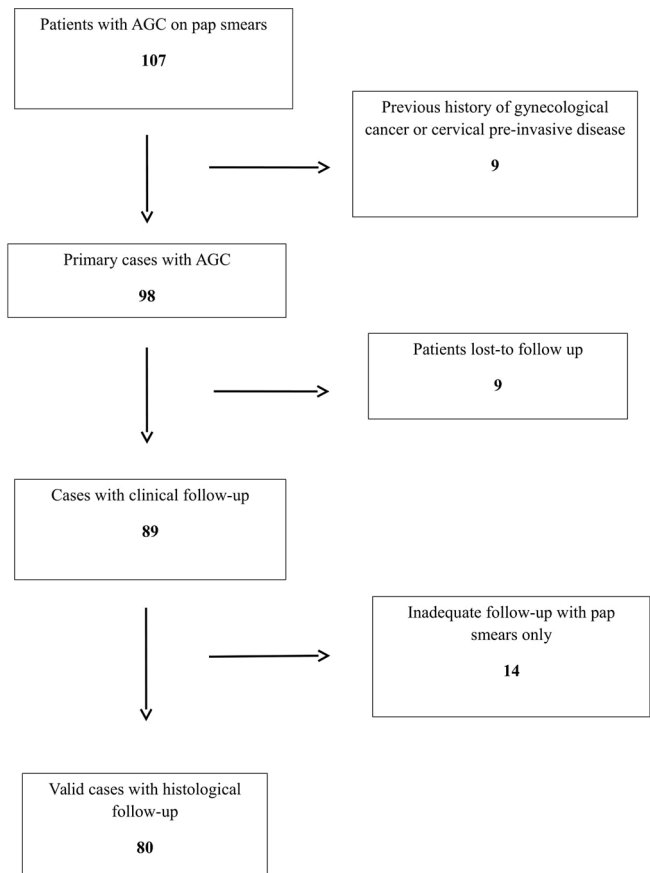 Patients with AGC on pap smears
107
Previous history of gynecological
cancer or cervical pre-invasive disease
9
Primary cases with AGC
98
Patients lost-to follow up
9
Cases with clinical follow-up
89
Inadequate follow-up with pap
smears only
14
Valid cases with histological
follow-up
80